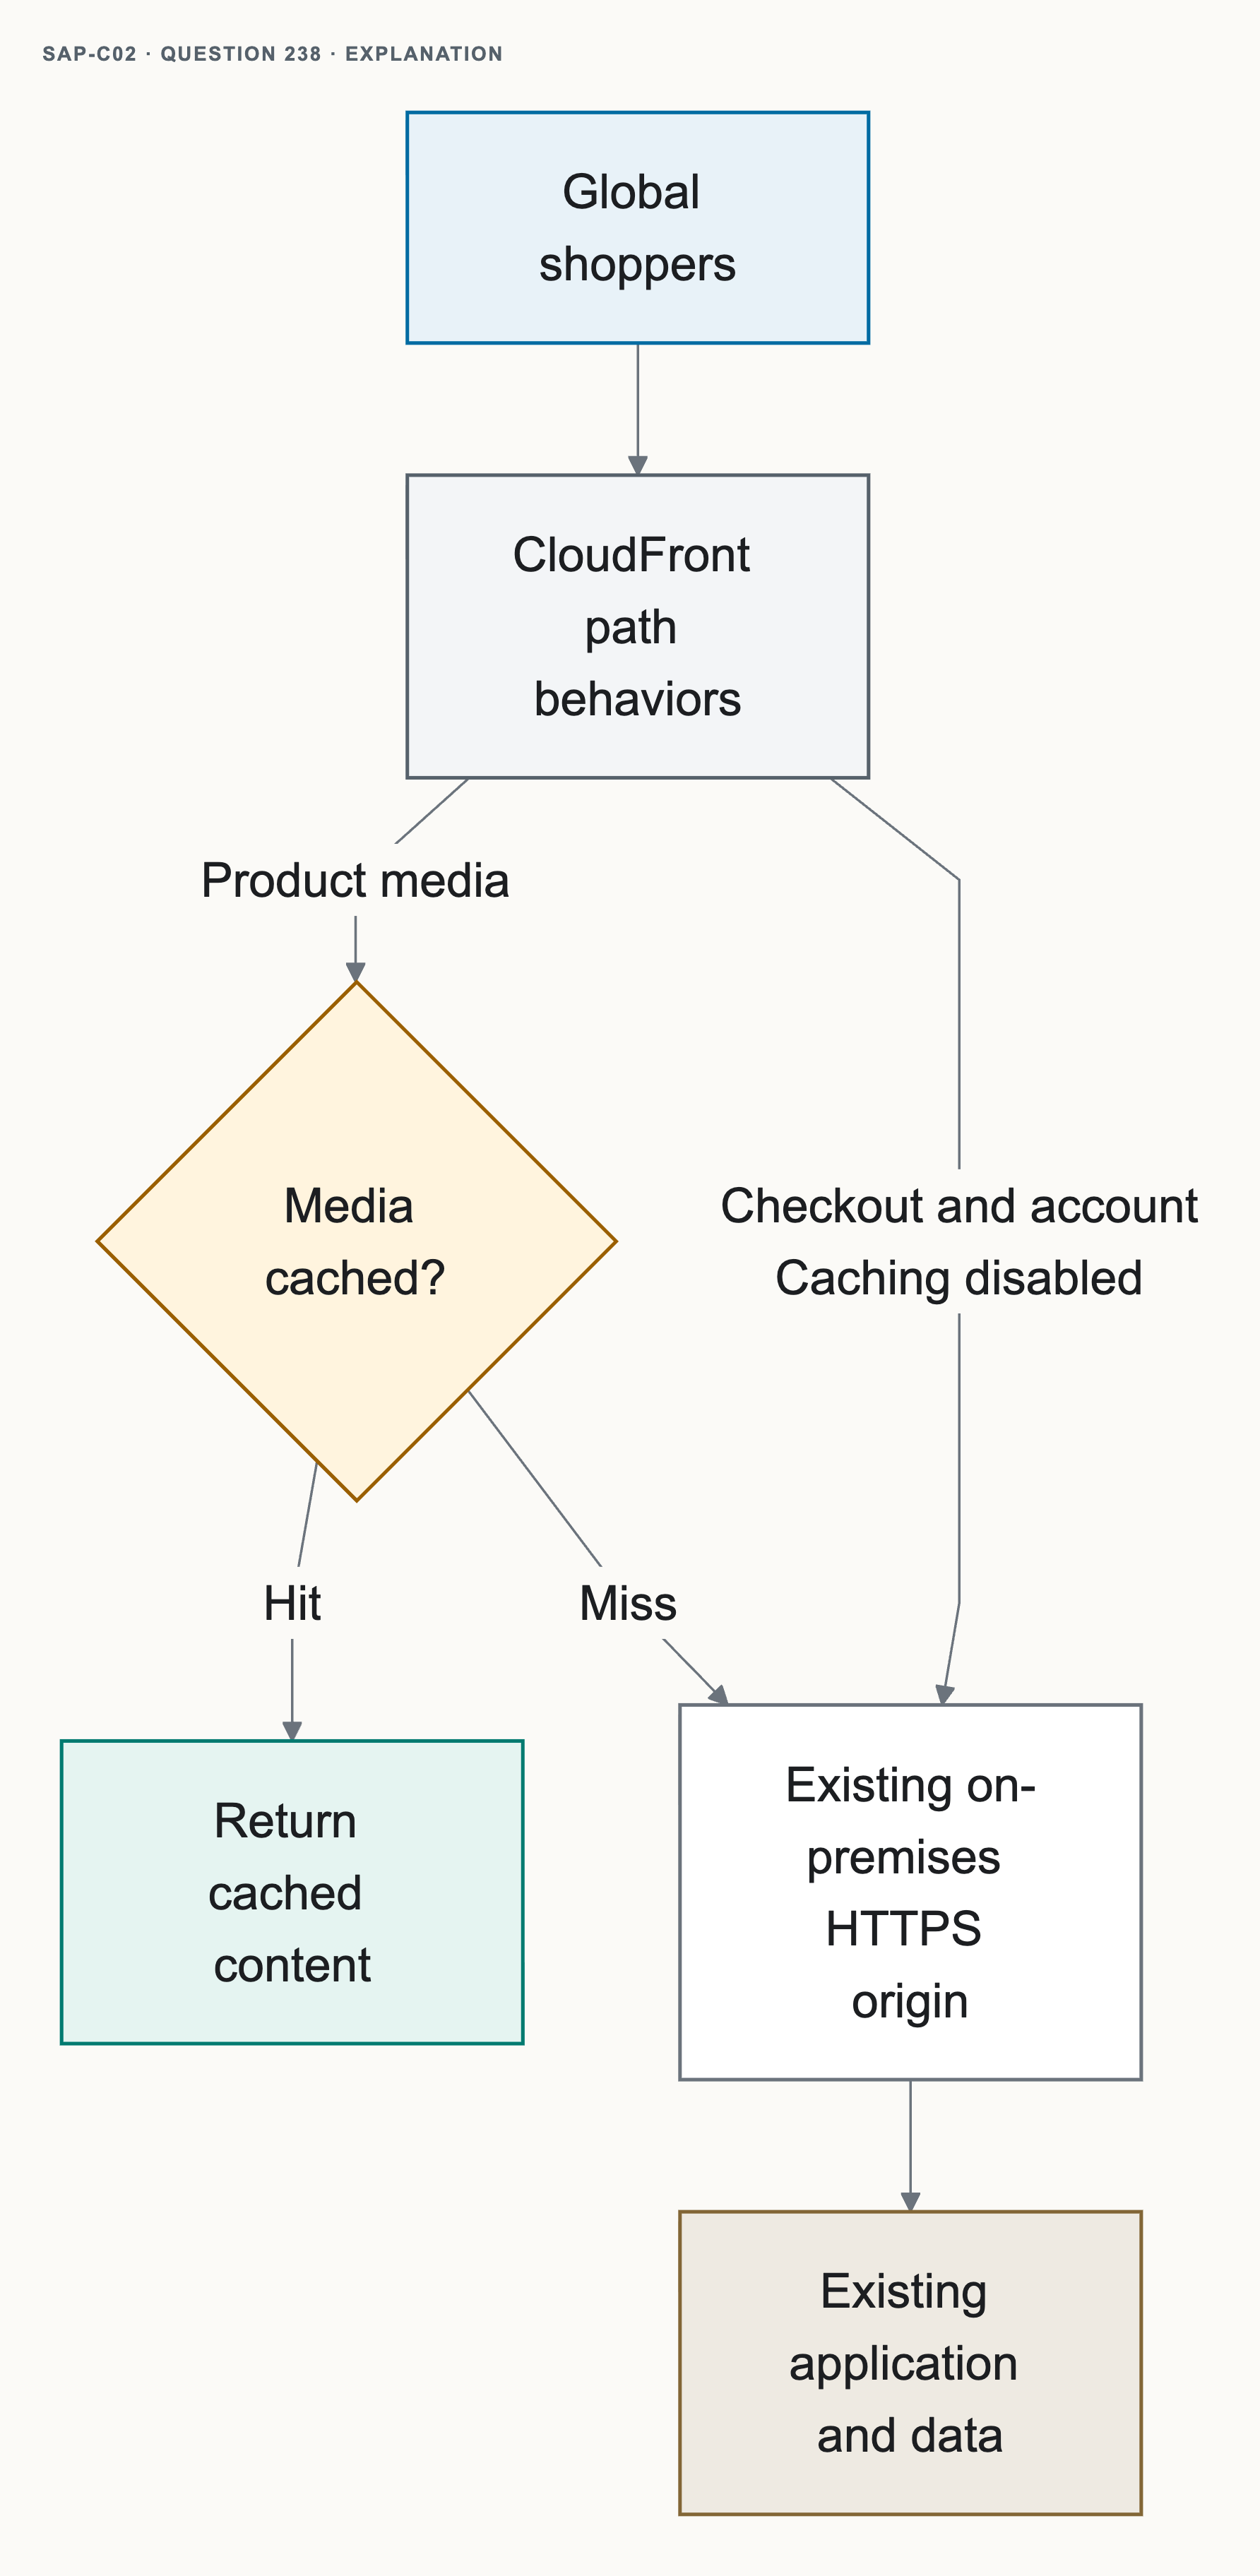 SAP-C02 · QUESTION 238 · EXPLANATION
Global
shoppers
CloudFront
path
behaviors
Product media
Media
cached?
Checkout and account
Caching disabled
Hit
Miss
Return
cached
content
Existing on-
premises
HTTPS
origin
Existing
application
and data